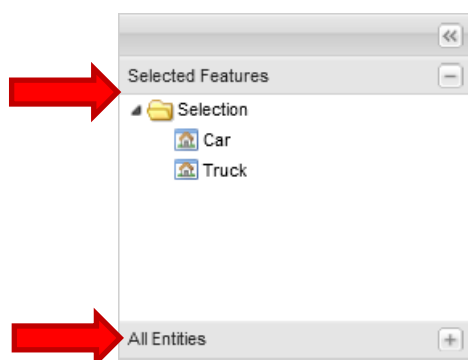 Selected Features
Selection
Car
Truck
All Entities